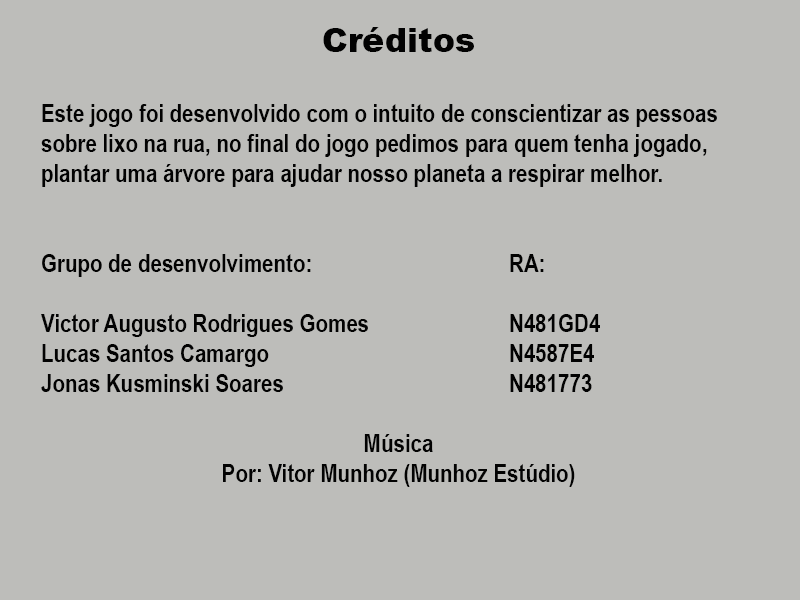 Créditos
Este jogo foi desenvolvido com o intuito de conscientizar as pessoas
sobre lixo na rua, no final do jogo pedimos para quem tenha jogado,
plantar uma árvore para ajudar nosso planeta a respirar melhor.
Grupo de desenvolvimento: RA:
Victor Augusto Rodrigues Gomes N481GD4
Lucas Santos Camargo N4587E4
Jonas Kusminski Soares N481773
Música
Por: Vitor Munhoz (Munhoz Estúdio)